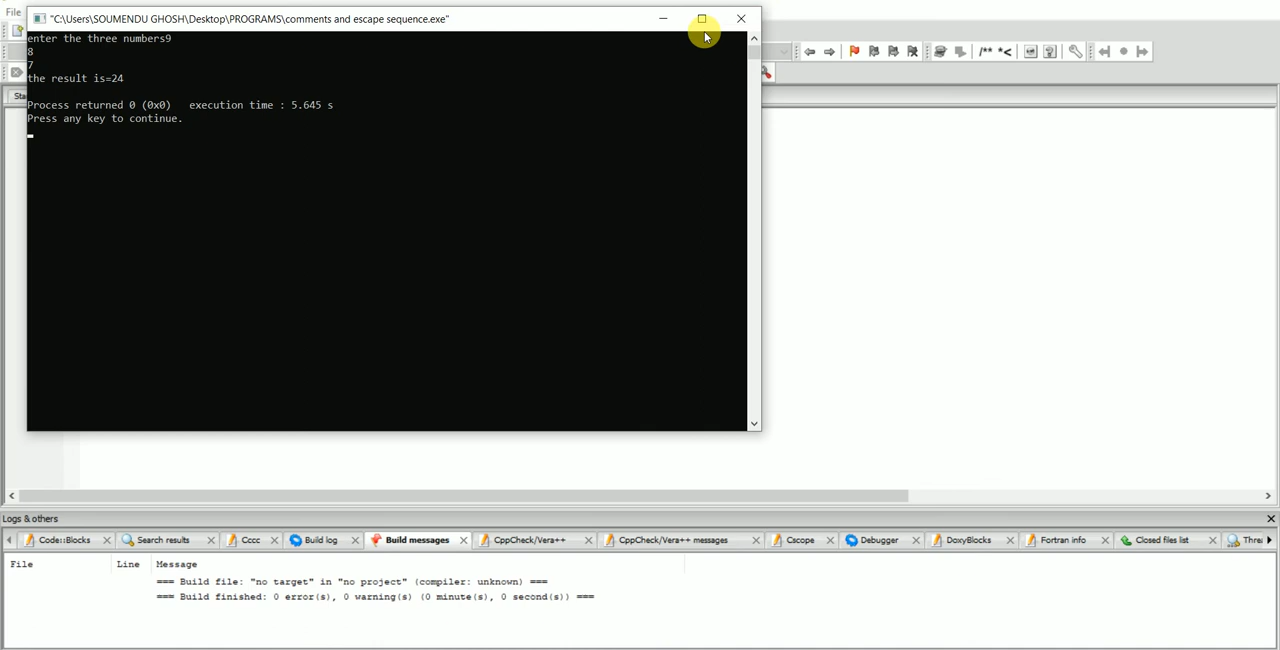 File
"C:\Users\SOUMENDU GHOSH\Desktop\PROGRAMS\comments and escape sequence.exe"
enter the three numbers9
8
7
the result is=24
Process returned 0 (0x0)   execution time : 5.645 s
Press any key to continue.
/** *<
Sta
Logs & others
Code::Blocks
Search results
Cccc
Build log
Build messages
CppCheck/Vera++
CppCheck/Vera++ messages
Cscope
Debugger
DoxyBlocks
Fortran info
Closed files list
Thre
File Line Message
=== Build file: "no target" in "no project" (compiler: unknown) ===
=== Build finished: 0 error(s), 0 warning(s) (0 minute(s), 0 second(s)) ===